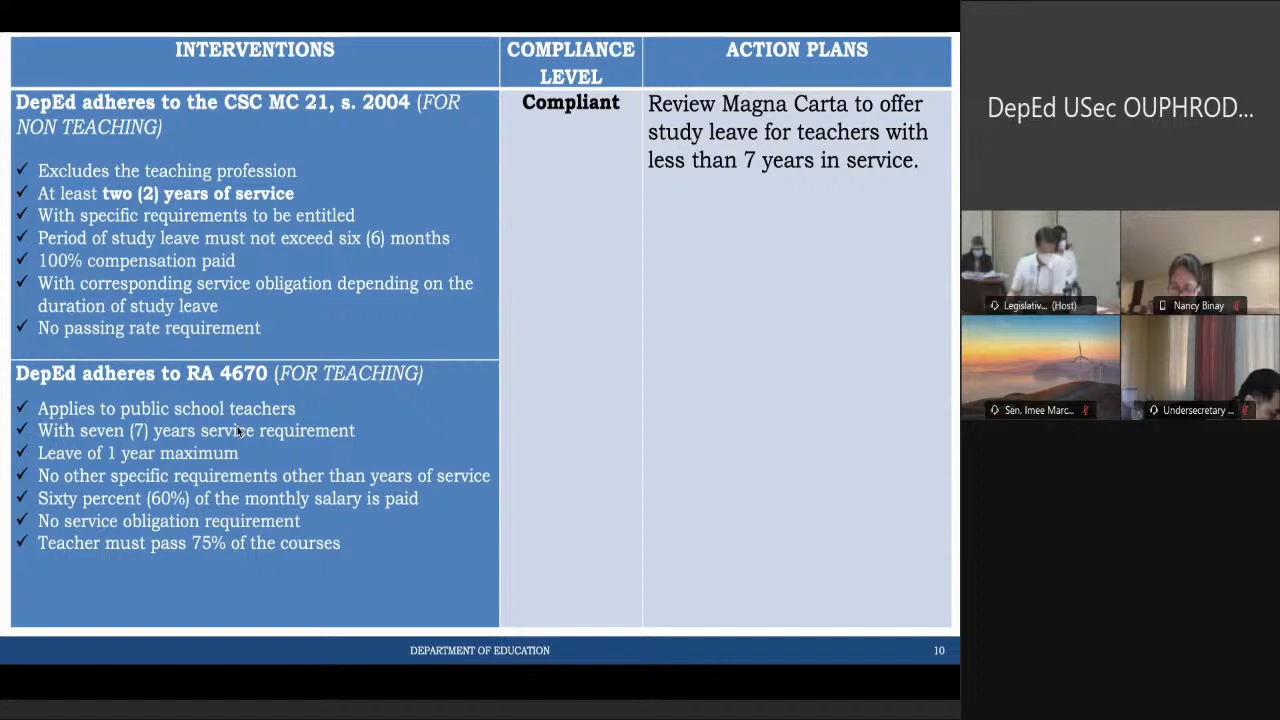 INTERVENTIONS
COMPLIANCE
LEVEL
ACTION PLANS
DepEd adheres to the CSC MC 21, s. 2004 (FOR
NON TEACHING)
✓ Excludes the teaching profession
✓ At least two (2) years of service
✓ With specific requirements to be entitled
✓ Period of study leave must not exceed six (6) months
✓ 100% compensation paid
✓ With corresponding service obligation depending on the
duration of study leave
✓ No passing rate requirement
Compliant
Review Magna Carta to offer
study leave for teachers with
less than 7 years in service.
DepEd adheres to RA 4670 (FOR TEACHING)
✓ Applies to public school teachers
✓ With seven (7) years service requirement
✓ Leave of 1 year maximum
✓ No other specific requirements other than years of service
✓ Sixty percent (60%) of the monthly salary is paid
✓ No service obligation requirement
✓ Teacher must pass 75% of the courses
DEPARTMENT OF EDUCATION
10
DepEd USec OUPHROD...
Legislativ... (Host)
Nancy Binay
Sen. Imee Marc...
Undersecretary ...